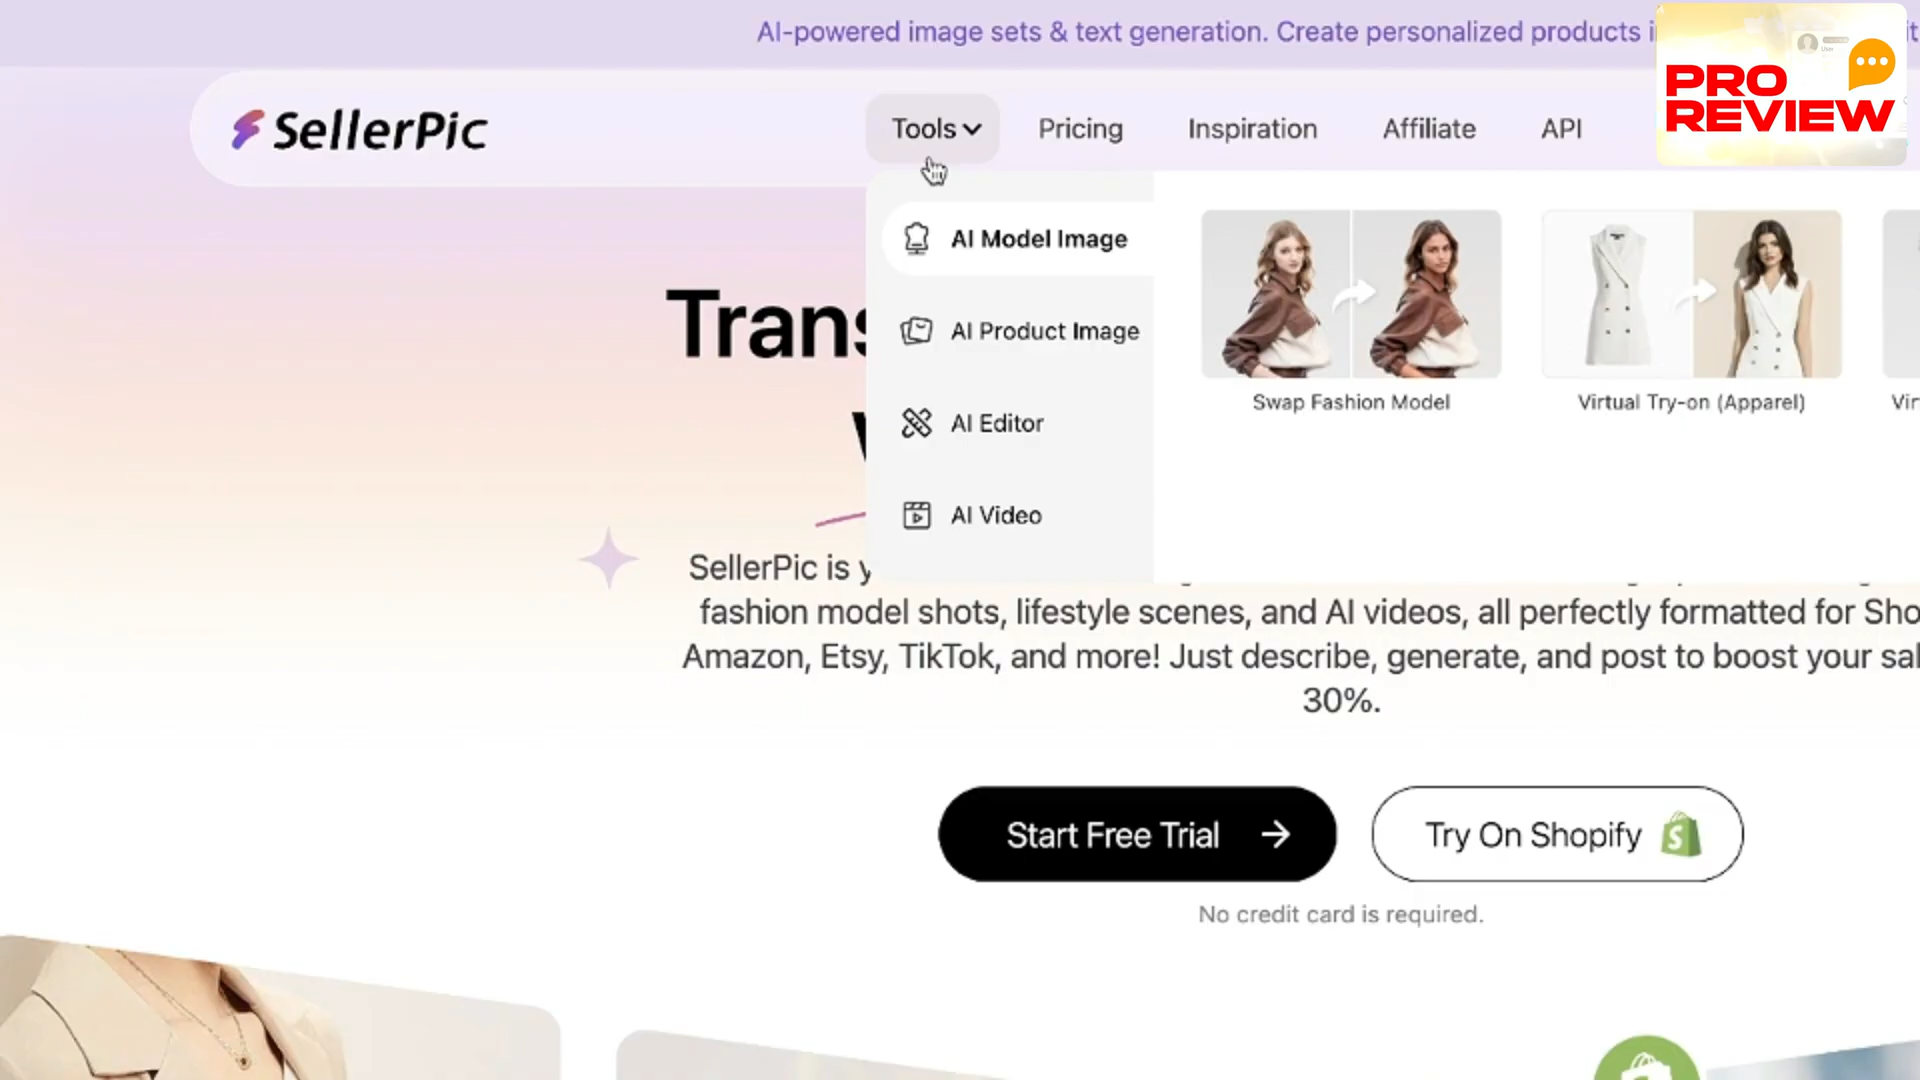 AI-powered image sets & text generation. Create personalized products
PRO
REVIEW
SellerPic
Tools
Pricing
Inspiration
Affiliate
API
AI Model Image
AI Product Image
AI Editor
AI Video
Swap Fashion Model
Virtual Try-on (Apparel)
Trans
SellerPic is
fashion model shots, lifestyle scenes, and AI videos, all perfectly formatted for Sho
Amazon, Etsy, TikTok, and more! Just describe, generate, and post to boost your sal
30%.
Start Free Trial
Try On Shopify
No credit card is required.